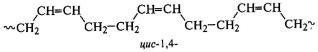 CH=CH CH=CH CH=CH
CH₂ CH₂—CH₂ CH₂—CH₂ CH₂
цис-1,4-